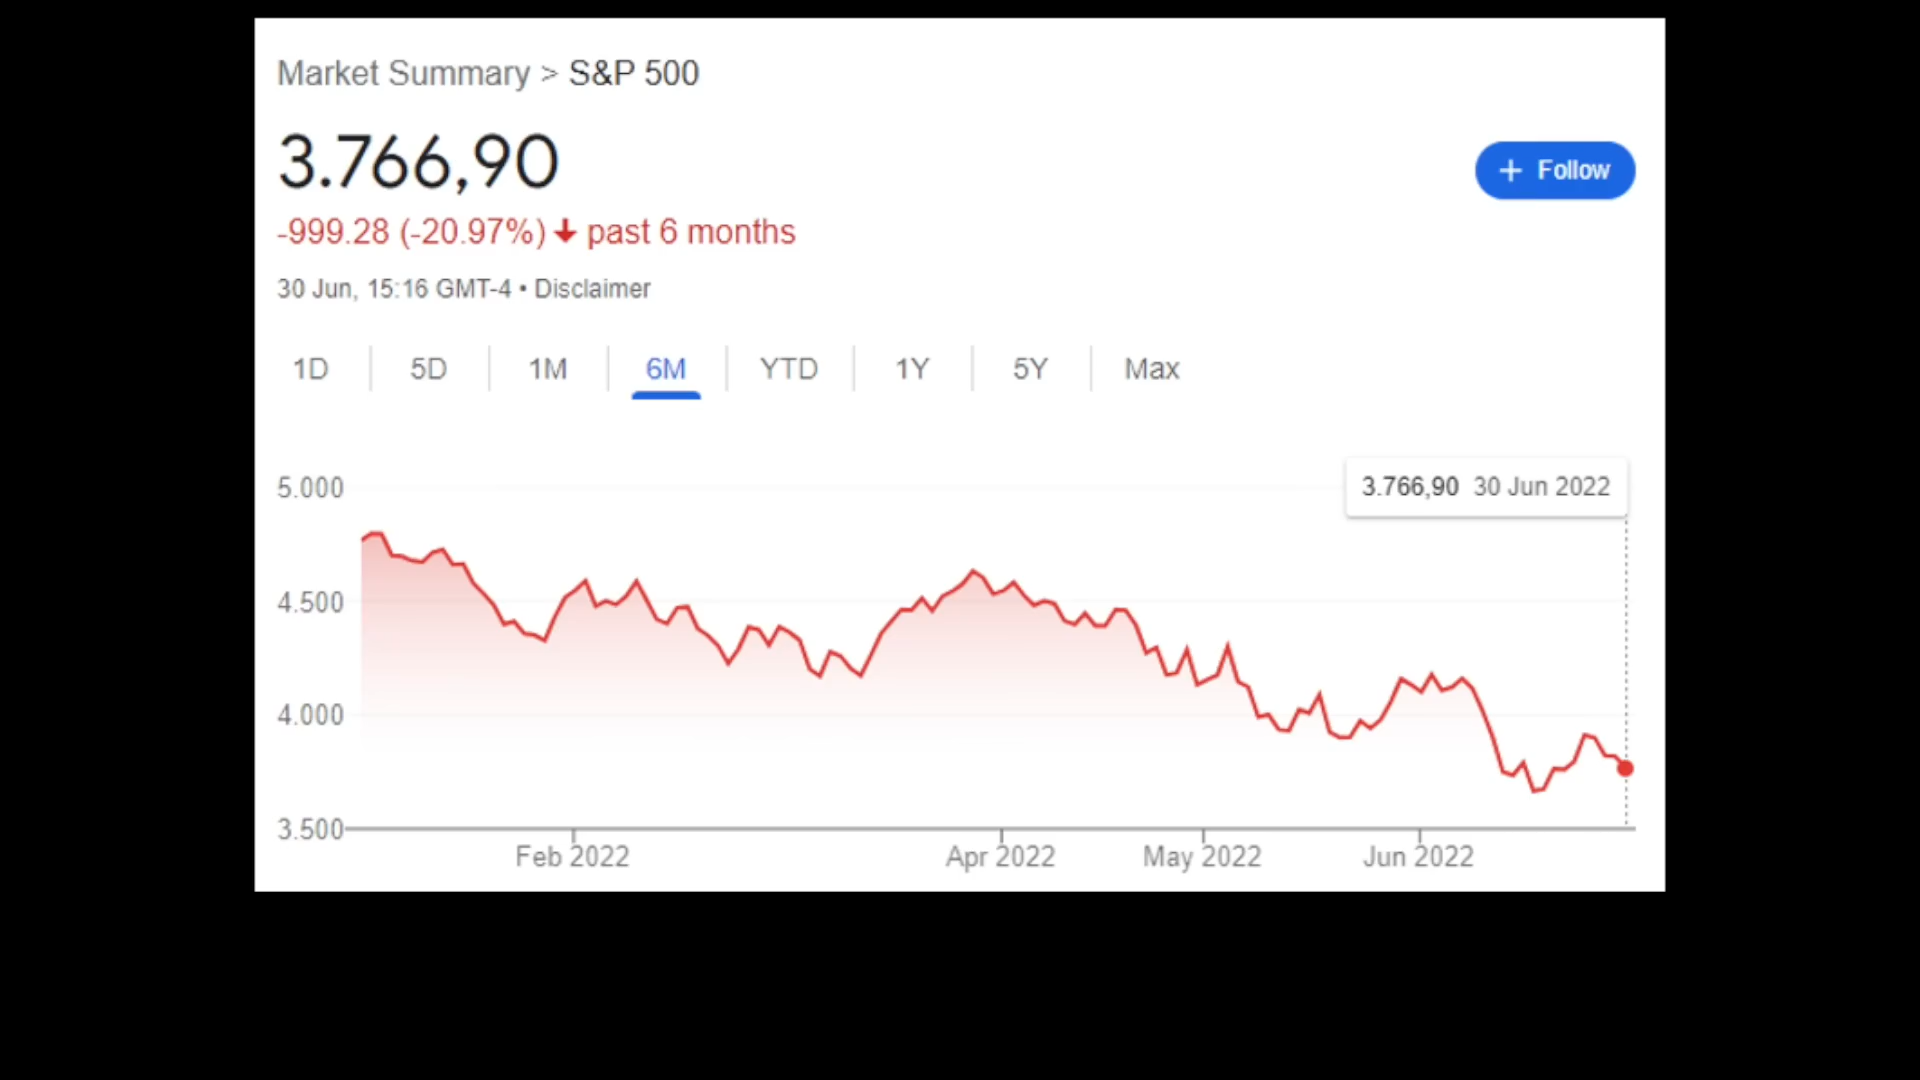 Market Summary > S&P 500
3.766,90
+ Follow
-999.28 (-20.97%) ↓ past 6 months
30 Jun, 15:16 GMT-4 • Disclaimer
1D 5D 1M 6M YTD 1Y 5Y Max
3.766,90 30 Jun 2022
5.000
4.500
4.000
3.500
Feb 2022 Apr 2022 May 2022 Jun 2022